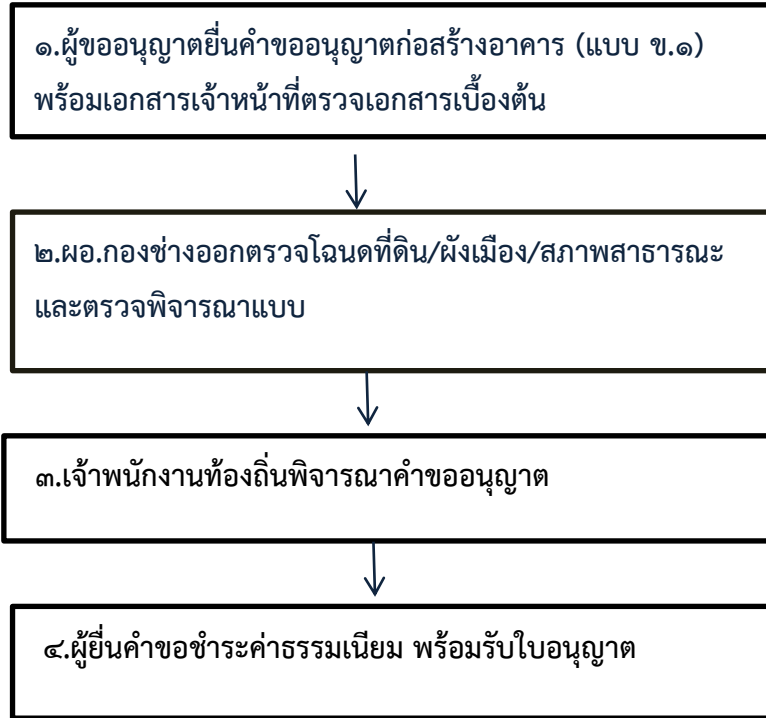 ๑.ผู้ขออนุญาตยื่นคำขออนุญาตก่อสร้างอาคาร (แบบ ข.๑)
พร้อมเอกสารเจ้าหน้าที่ตรวจเอกสารเบื้องต้น
๒.ผอ.กองช่างออกตรวจโฉนดที่ดิน/ผังเมือง/สภาพสาธารณะ
และตรวจพิจารณาแบบ
๓.เจ้าพนักงานท้องถิ่นพิจารณาคำขออนุญาต
๔.ผู้ยื่นคำขอชำระค่าธรรมเนียม พร้อมรับใบอนุญาต